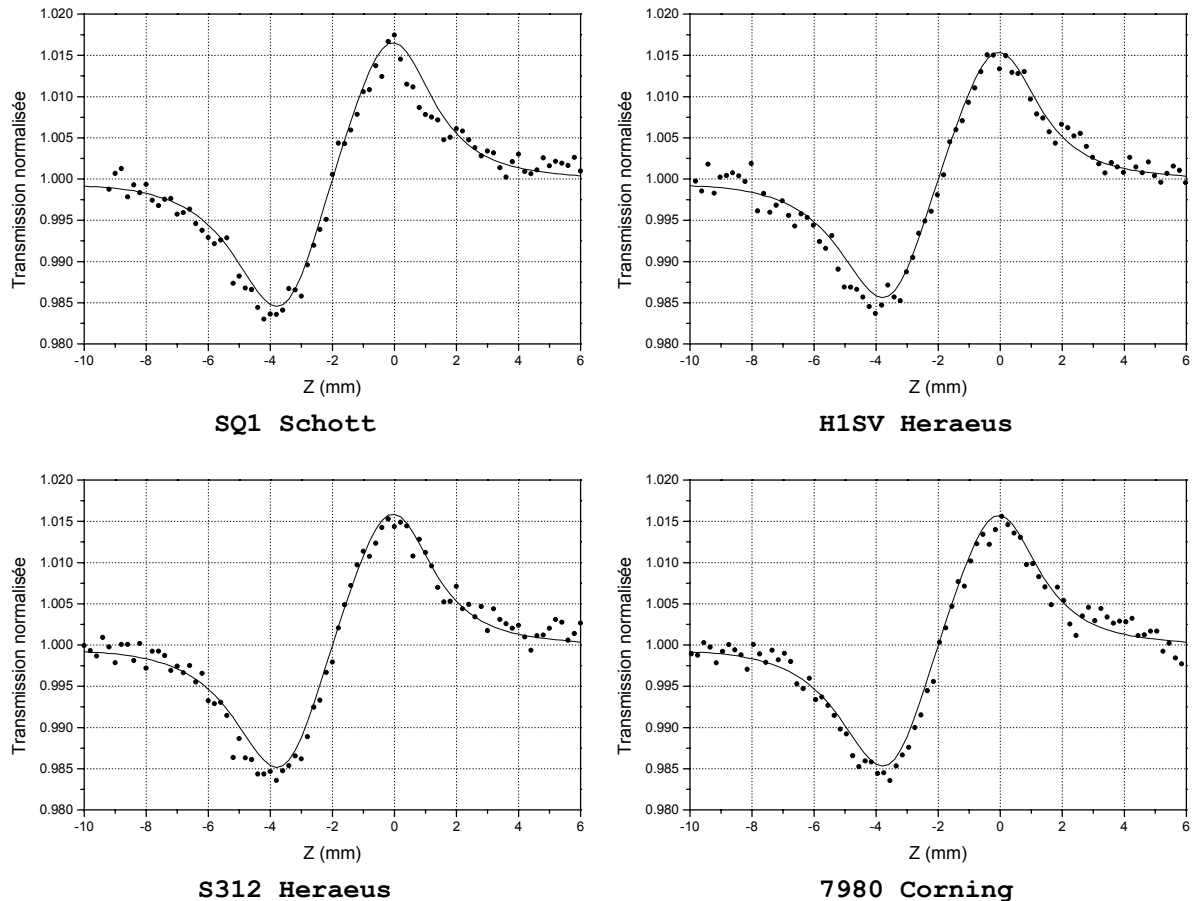 1.020
1.015
1.010
1.005
1.000
0.995
0.990
0.985
0.980
Transmission normalisée
-10 -8 -6 -4 -2 0 2 4 6
Z (mm)
SQ1 Schott
1.020
1.015
1.010
1.005
1.000
0.995
0.990
0.985
0.980
Transmission normalisée
-10 -8 -6 -4 -2 0 2 4 6
Z (mm)
H1SV Heraeus
1.020
1.015
1.010
1.005
1.000
0.995
0.990
0.985
0.980
Transmission normalisée
-10 -8 -6 -4 -2 0 2 4 6
Z (mm)
S312 Heraeus
1.020
1.015
1.010
1.005
1.000
0.995
0.990
0.985
0.980
Transmission normalisée
-10 -8 -6 -4 -2 0 2 4 6
Z (mm)
7980 Corning